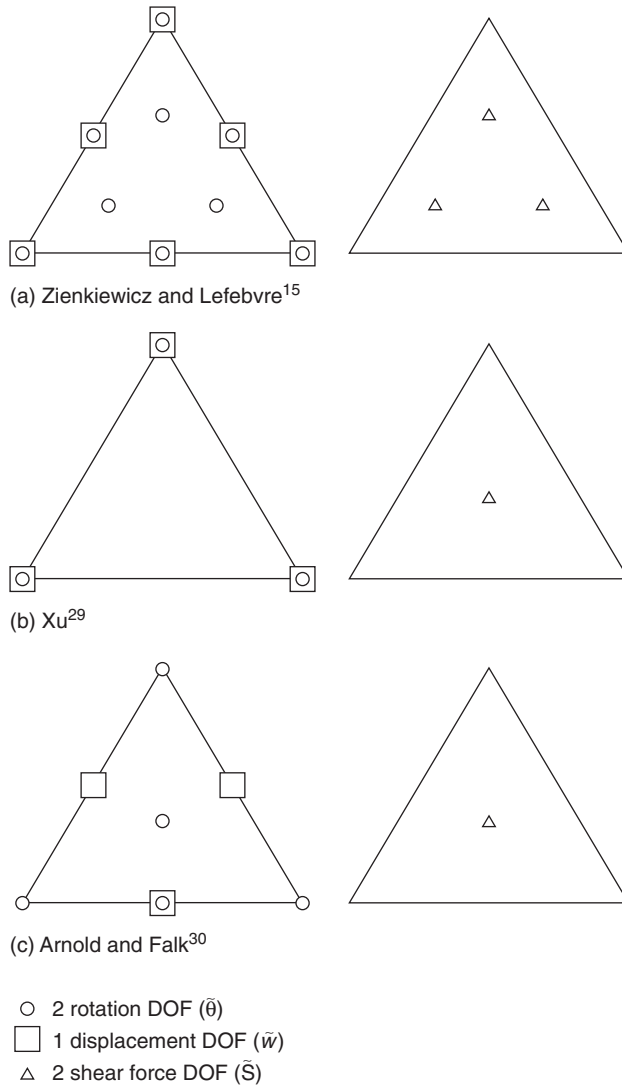 (a) Zienkiewicz and Lefebvre15
(b) Xu29
(c) Arnold and Falk30
2 rotation DOF (θ̃)
1 displacement DOF (w̃)
2 shear force DOF (S̃)